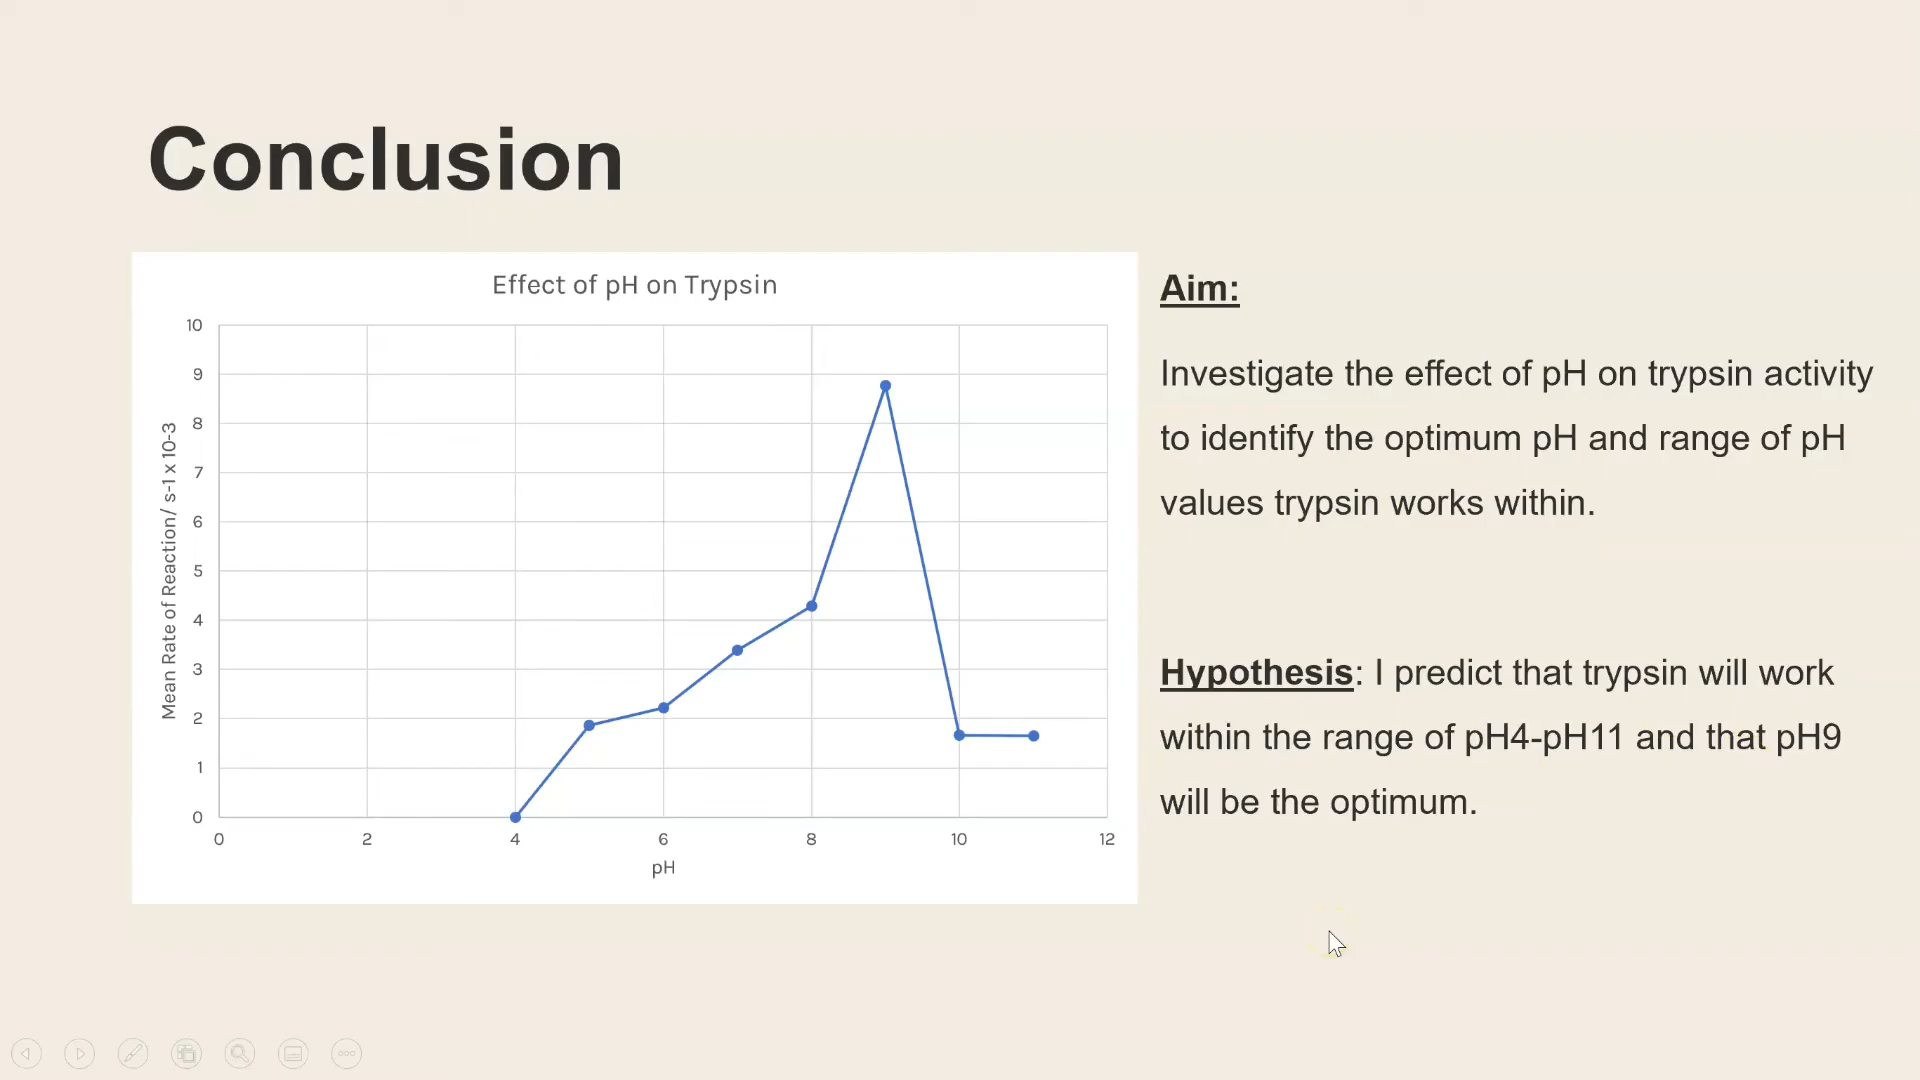 Conclusion
Effect of pH on Trypsin
10
9
8
7
6
5
4
3
2
1
0
Mean Rate of Reaction/ s-1 x 10-3
0 2 4 6 8 10 12
pH
Aim:
Investigate the effect of pH on trypsin activity
to identify the optimum pH and range of pH
values trypsin works within.
Hypothesis: I predict that trypsin will work
within the range of pH4-pH11 and that pH9
will be the optimum.